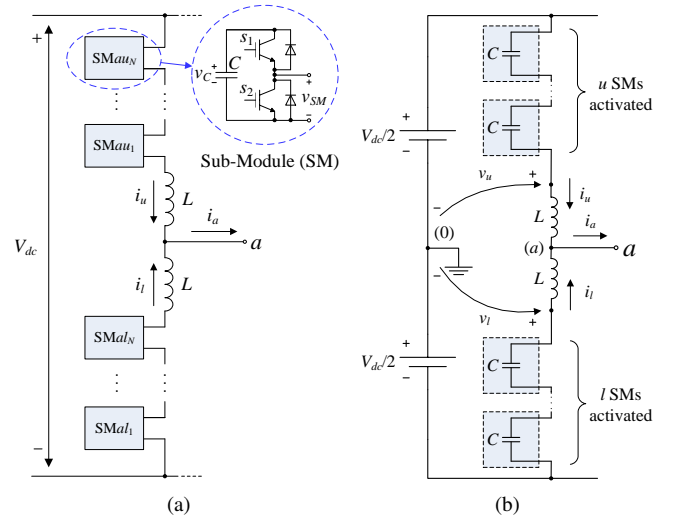 +
SMau_N
s_1
C
+
v_C
−
s_2
+
v_SM
−
Sub-Module (SM)
SMau_1
i_u
L
i_a
a
V_dc
i_l
L
SMal_N
SMal_1
−
(a)
C
C
u SMs
activated
+
V_dc/2
−
v_u
+
−
i_u
L
i_a
(0)
(a)
a
−
L
i_l
v_l
+
+
V_dc/2
−
C
C
l SMs
activated
(b)